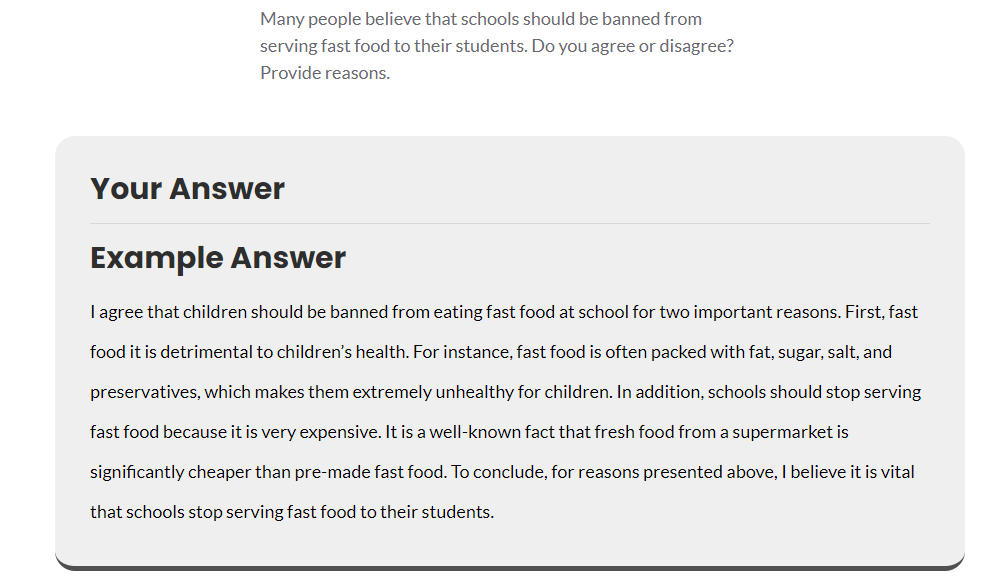 Many people believe that schools should be banned from
serving fast food to their students. Do you agree or disagree?
Provide reasons.
Your Answer
Example Answer
I agree that children should be banned from eating fast food at school for two important reasons. First, fast
food it is detrimental to children’s health. For instance, fast food is often packed with fat, sugar, salt, and
preservatives, which makes them extremely unhealthy for children. In addition, schools should stop serving
fast food because it is very expensive. It is a well-known fact that fresh food from a supermarket is
significantly cheaper than pre-made fast food. To conclude, for reasons presented above, I believe it is vital
that schools stop serving fast food to their students.